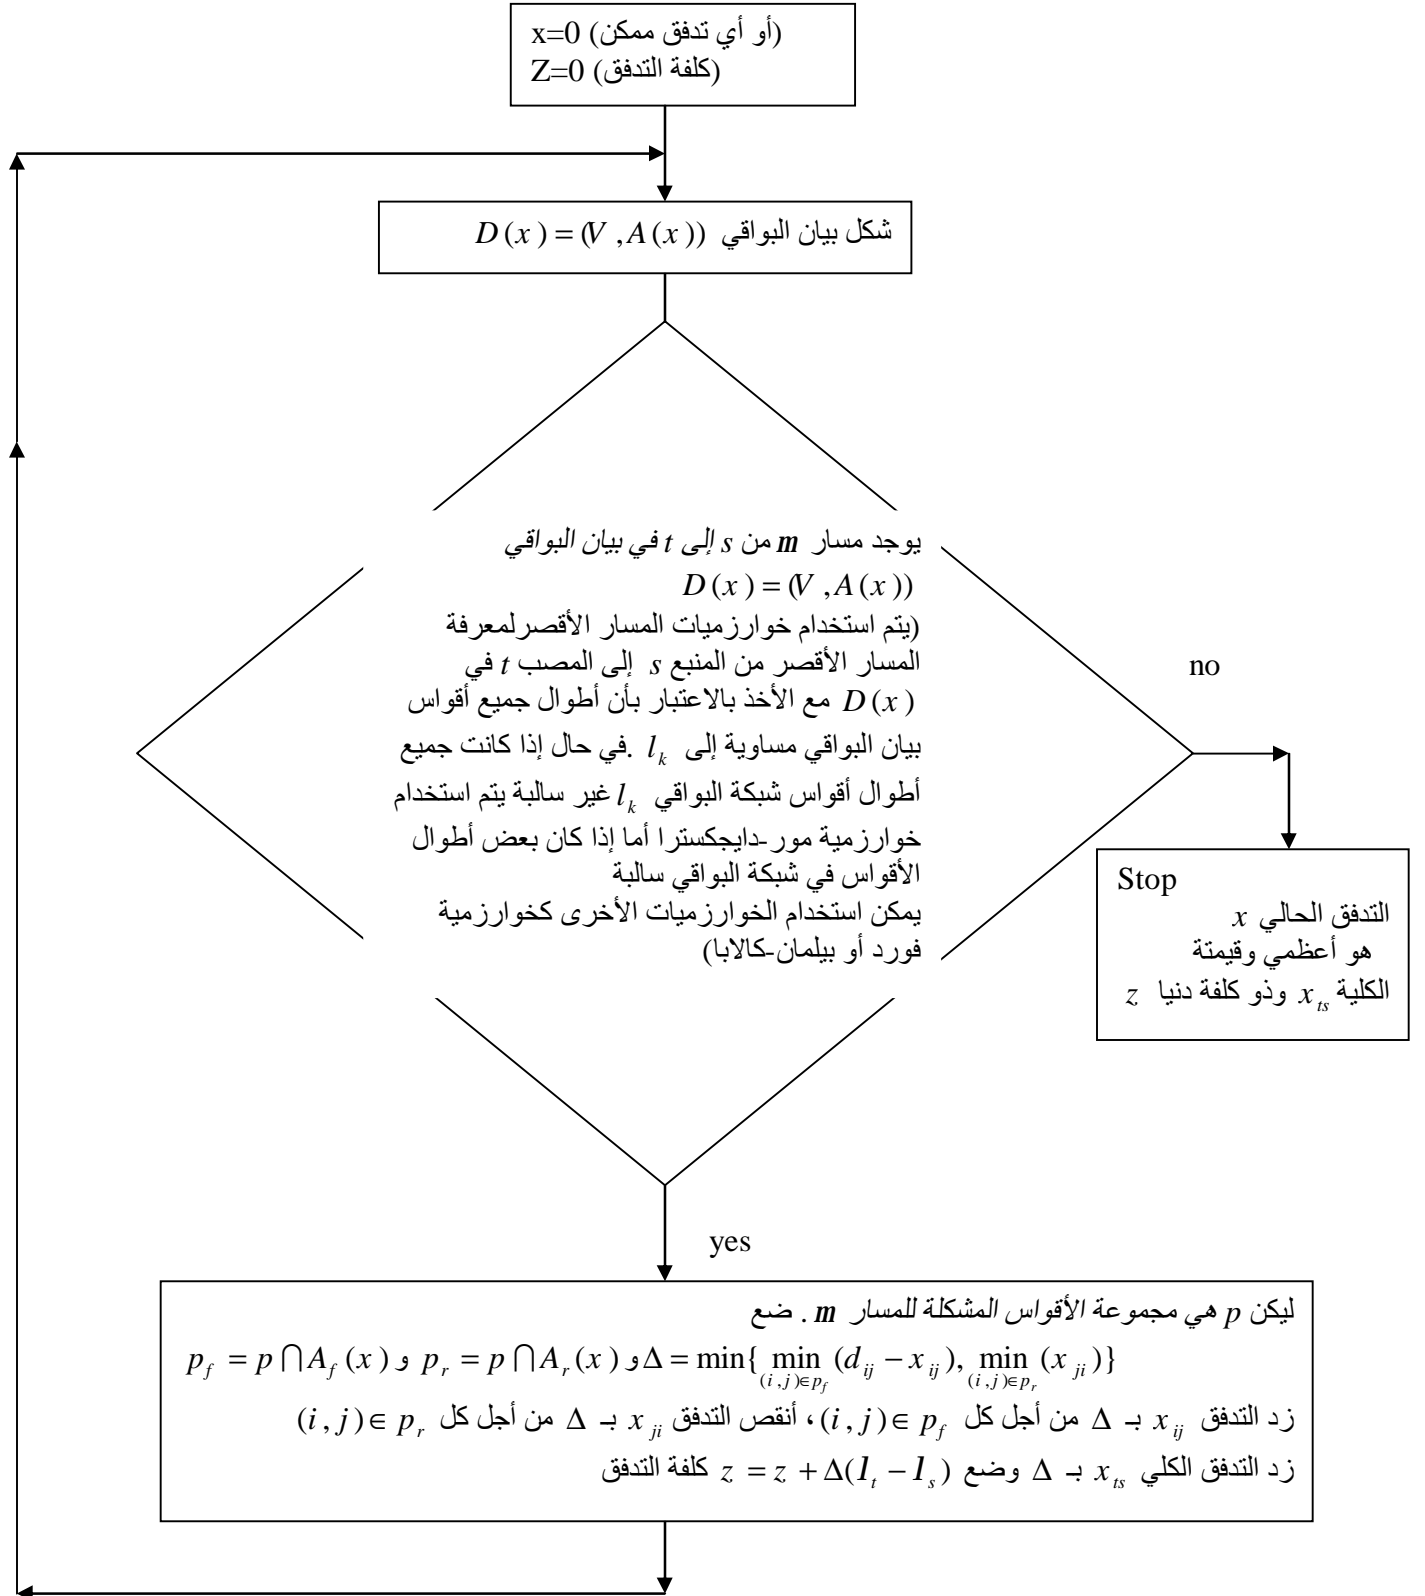 x=0 (أو أي تدفق ممكن)
Z=0 (كلفة التدفق)
شكل بيان البواقي D(x)=(V,A(x))
يوجد مسار m من s إلى t في بيان البواقي
D(x)=(V,A(x))
(يتم استخدام خوارزميات المسار الأقصرلمعرفة
المسار الأقصر من المنبع s إلى المصب t في
D(x) مع الأخذ بالاعتبار بأن أطوال جميع أقواس
بيان البواقي مساوية إلى l_k .في حال إذا كانت جميع
أطوال أقواس شبكة البواقي l_k غير سالبة يتم استخدام
خوارزمية مور-دايجكسترا أما إذا كان بعض أطوال
الأقواس في شبكة البواقي سالبة
يمكن استخدام الخوارزميات الأخرى كخوارزمية
فورد أو بيلمان-كالابا)
no
Stop
التدفق الحالي x
هو أعظمي وقيمتة
الكلية x_ts وذو كلفة دنيا z
yes
ليكن p هي مجموعة الأقواس المشكلة للمسار m . ضع
p_f = p ⋂ A_f(x) و p_r = p ⋂ A_r(x) و Δ = min{min_{(i,j)∈p_f}(d_ij − x_ij), min_{(i,j)∈p_r}(x_ji)}
زد التدفق x_ij بـ Δ من أجل كل (i,j)∈ p_f ، أنقص التدفق x_ji بـ Δ من أجل كل (i,j)∈ p_r
زد التدفق الكلي x_ts بـ Δ وضع z = z + Δ(l_t − l_s) كلفة التدفق